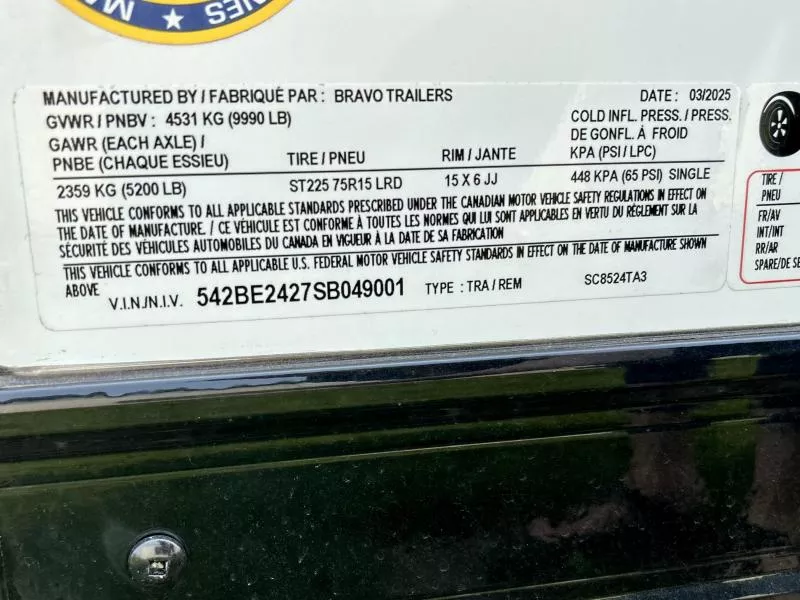 MANUFACTURED BY / FABRIQUÉ PAR : BRAVO TRAILERS DATE : 03/2025
GVWR / PNBV : 4531 KG (9990 LB) COLD INFL. PRESS. / PRESS.
GAWR (EACH AXLE) / DE GONFL. À FROID
PNBE (CHAQUE ESSIEU) TIRE / PNEU RIM / JANTE KPA (PSI / LPC)
2359 KG (5200 LB) ST225 75R15 LRD 15 X 6 JJ 448 KPA (65 PSI) SINGLE
THIS VEHICLE CONFORMS TO ALL APPLICABLE STANDARDS PRESCRIBED UNDER THE CANADIAN MOTOR VEHICLE SAFETY REGULATIONS IN EFFECT ON
THE DATE OF MANUFACTURE. / CE VÉHICULE EST CONFORME À TOUTES LES NORMES QUI LUI SONT APPLICABLES EN VERTU DU RÉGLEMENT SUR LA
SÉCURITÉ DES VÉHICULES AUTOMOBILES DU CANADA EN VIGUEUR À LA DATE DE SA FABRICATION
THIS VEHICLE CONFORMS TO ALL APPLICABLE U.S. FEDERAL MOTOR VEHICLE SAFETY STANDARDS IN EFFECT ON THE DATE OF MANUFACTURE SHOWN
ABOVE
V.I.N./N.I.V. 542BE2427SB049001 TYPE : TRA / REM SC8524TA3
TIRE /
PNEU
FR/AV
INT/INT
RR/AR
SPARE/DE SE